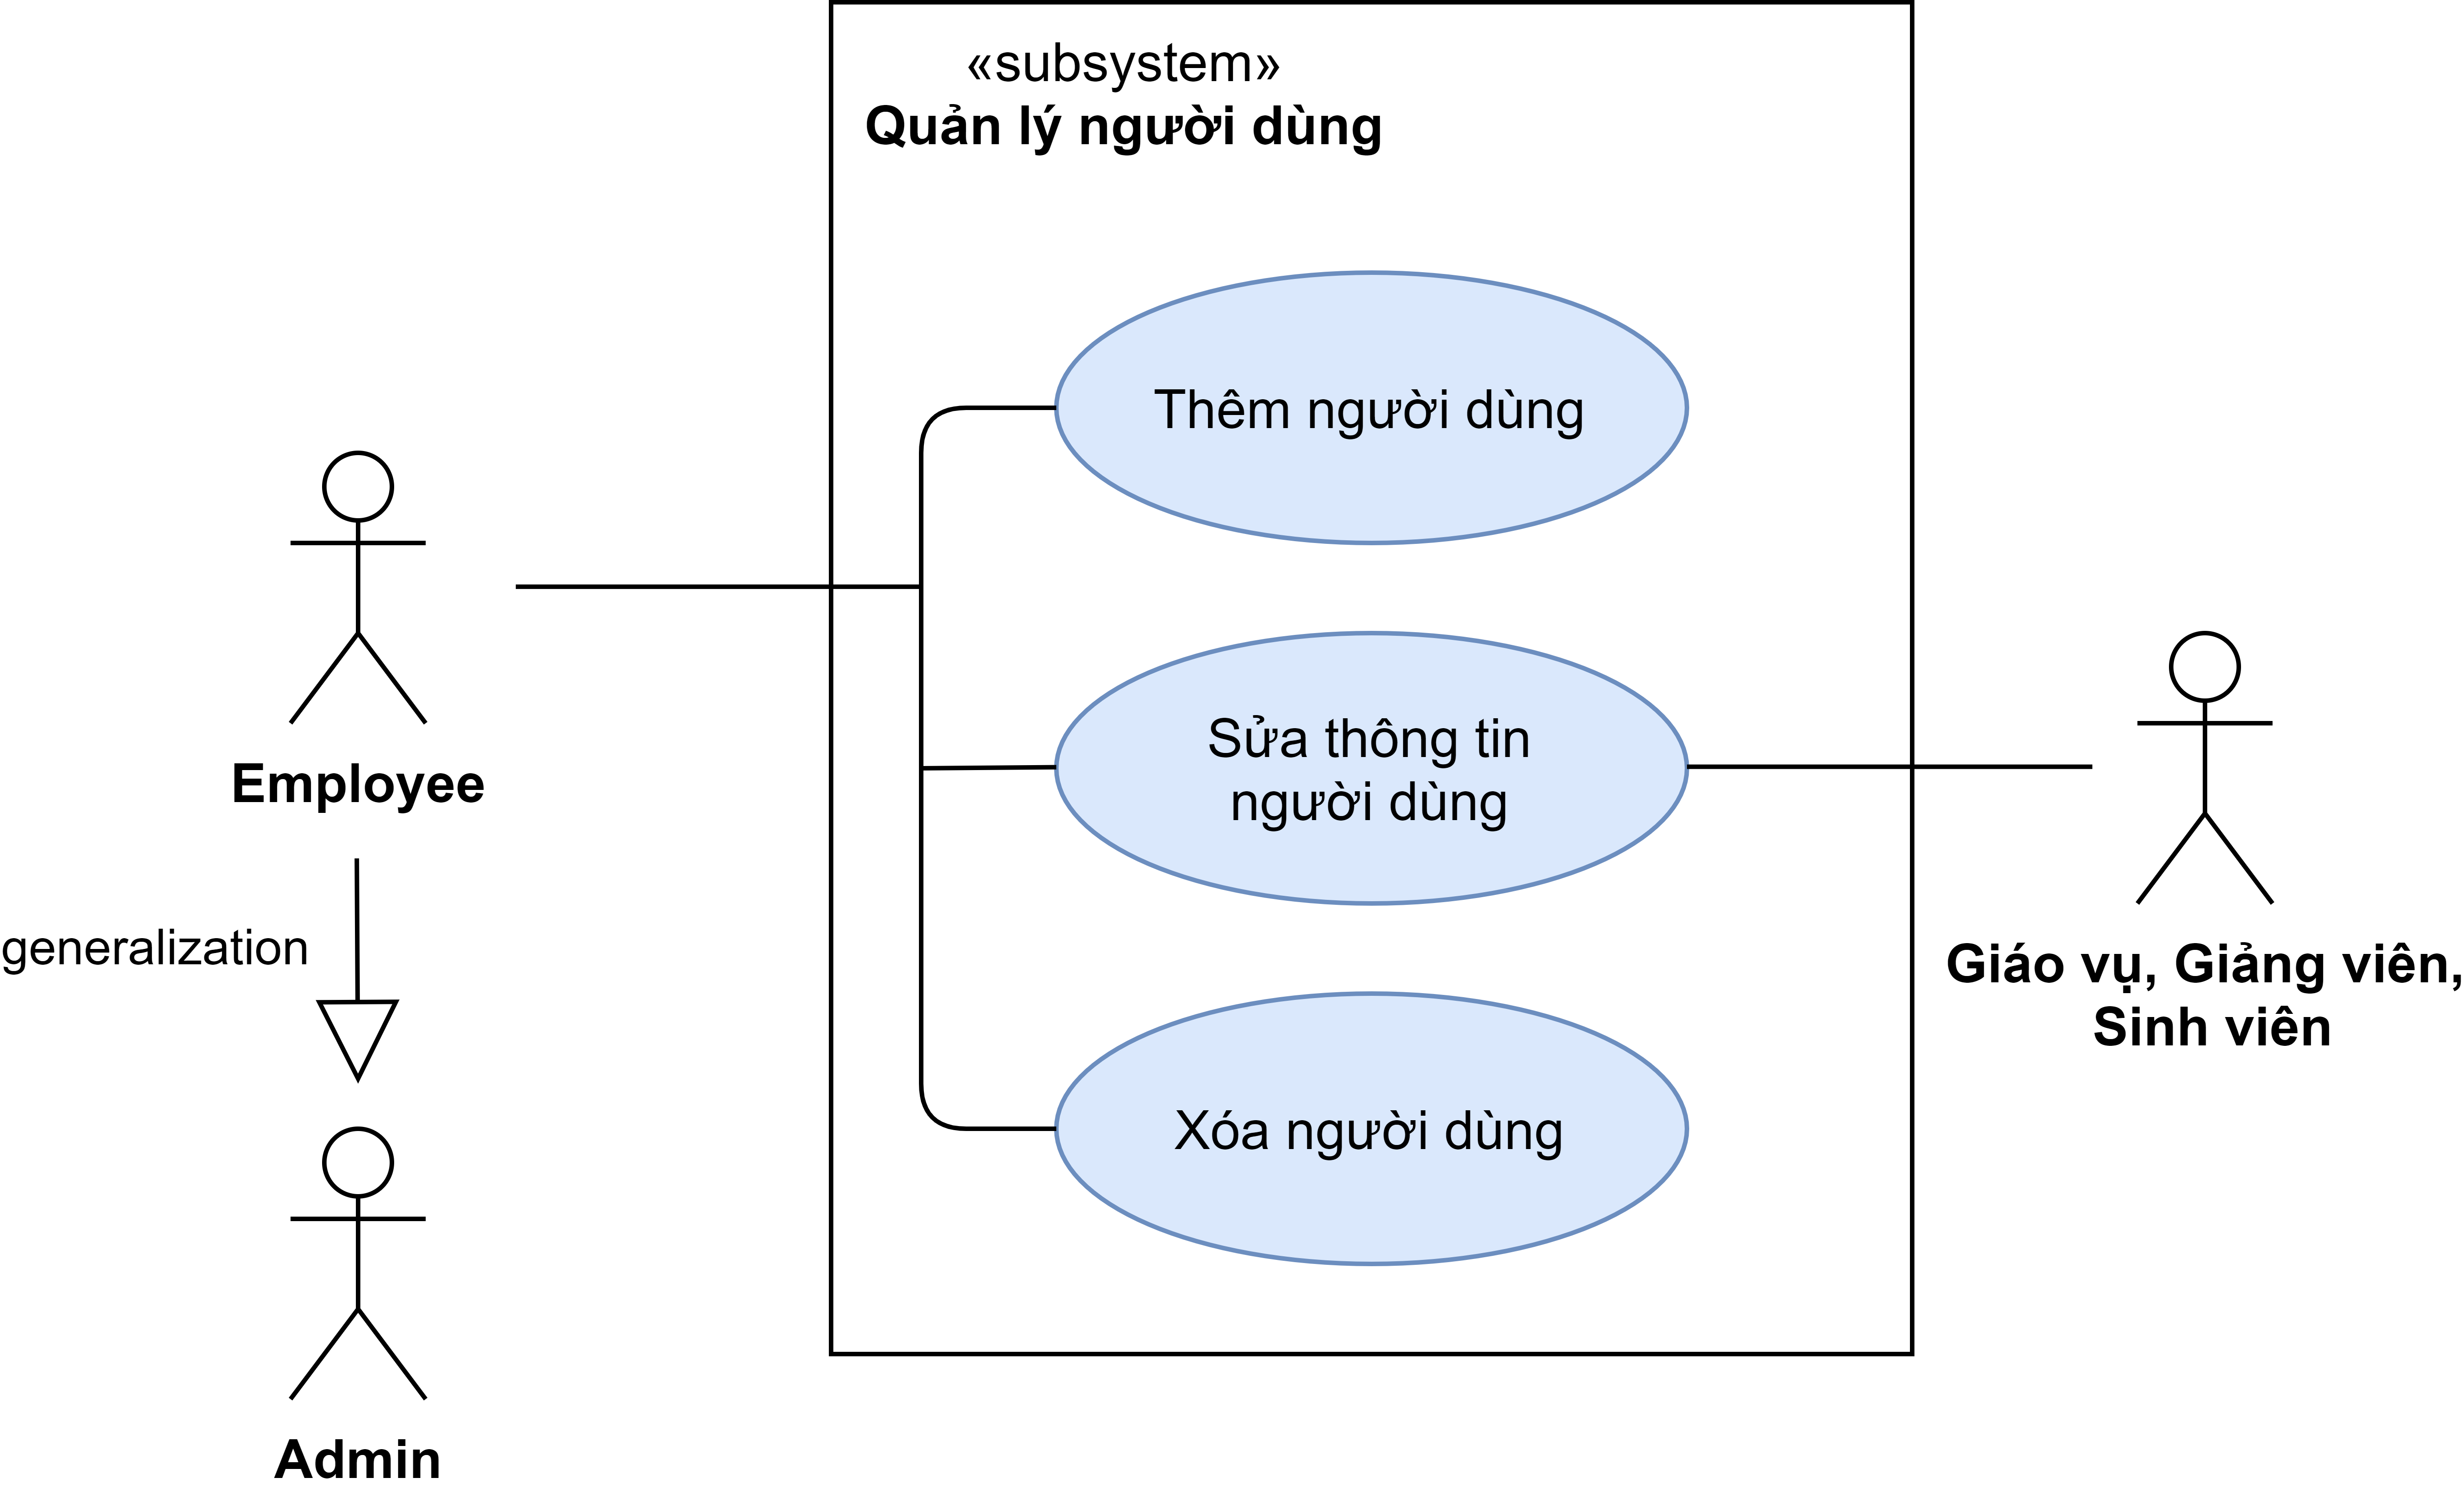 «subsystem»
Quản lý người dùng
Thêm người dùng
Employee
Sửa thông tin
người dùng
generalization
Giáo vụ, Giảng viên,
Sinh viên
Xóa người dùng
Admin